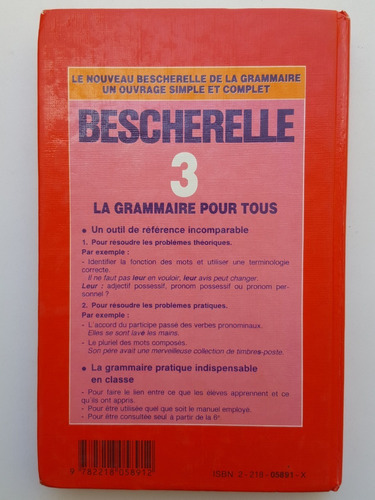 LE NOUVEAU BESCHERELLE DE LA GRAMMAIRE
UN OUVRAGE SIMPLE ET COMPLET
BESCHERELLE
3
LA GRAMMAIRE POUR TOUS
● Un outil de référence incomparable
1. Pour résoudre les problèmes théoriques.
Par exemple :
- Identifier la fonction des mots et utiliser une terminologie
correcte.
Il ne faut pas leur en vouloir, leur avis peut changer.
Leur : adjectif possessif, pronom possessif ou pronom per-
sonnel ?
2. Pour résoudre les problèmes pratiques.
Par exemple :
- L'accord du participe passé des verbes pronominaux.
Elles se sont lavé les mains.
- Le pluriel des mots composés.
Son père avait une merveilleuse collection de timbres-poste.
● La grammaire pratique indispensable
en classe
- Pour faire le lien entre ce que les élèves apprennent et ce
qu'ils ont appris.
- Pour être utilisée quel que soit le manuel employé.
- Pour être consultée seul à partir de la 6e.
9 782218 058912
ISBN 2 - 218 - 05891 - X